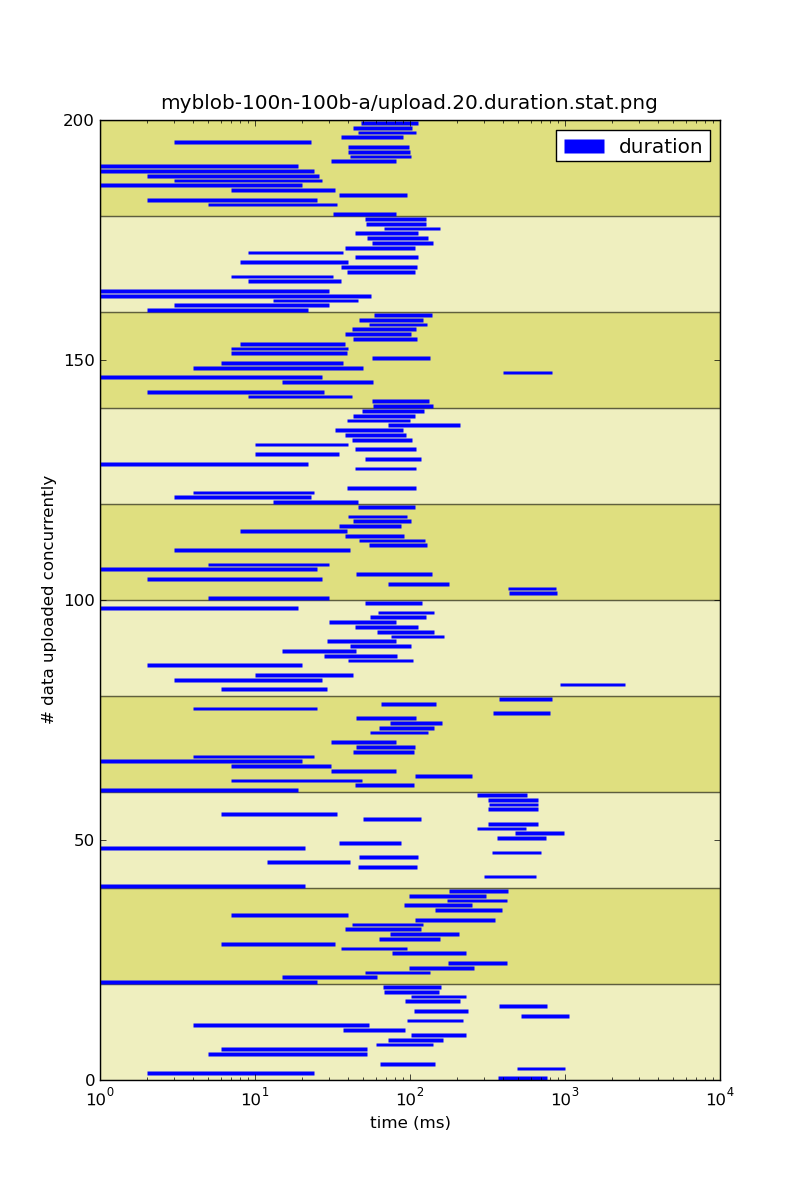 myblob-100n-100b-a/upload.20.duration.stat.png
duration
200
150
100
50
0
# data uploaded concurrently
10^0 10^1 10^2 10^3 10^4
time (ms)